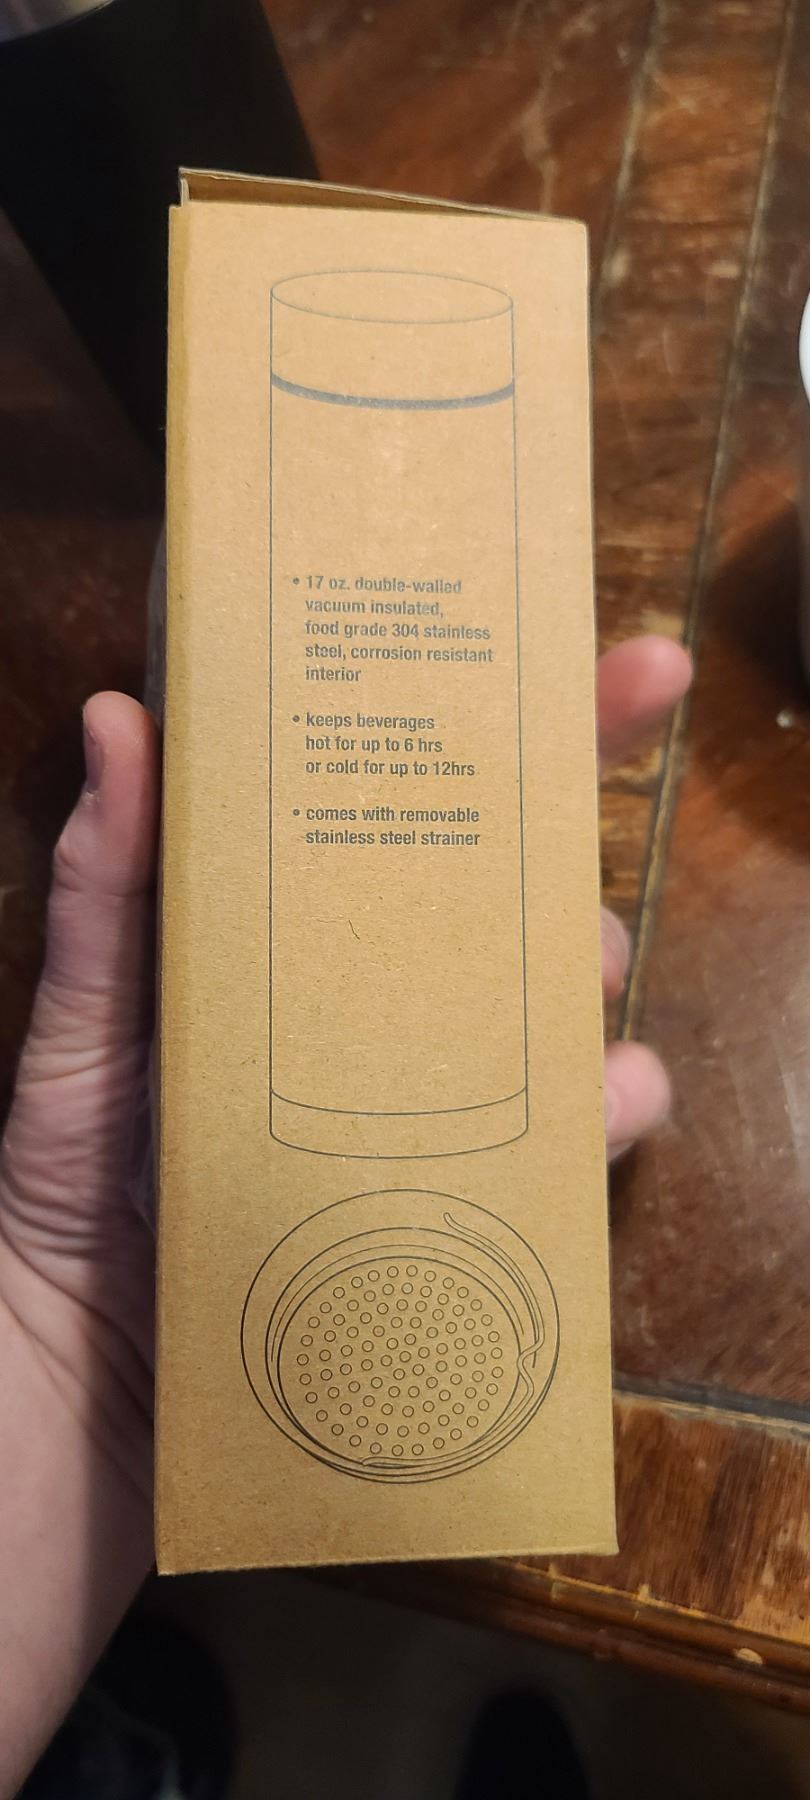 • 17 oz. double-walled
vacuum insulated,
food grade 304 stainless
steel, corrosion resistant
interior
• keeps beverages
hot for up to 6 hrs
or cold for up to 12hrs
• comes with removable
stainless steel strainer